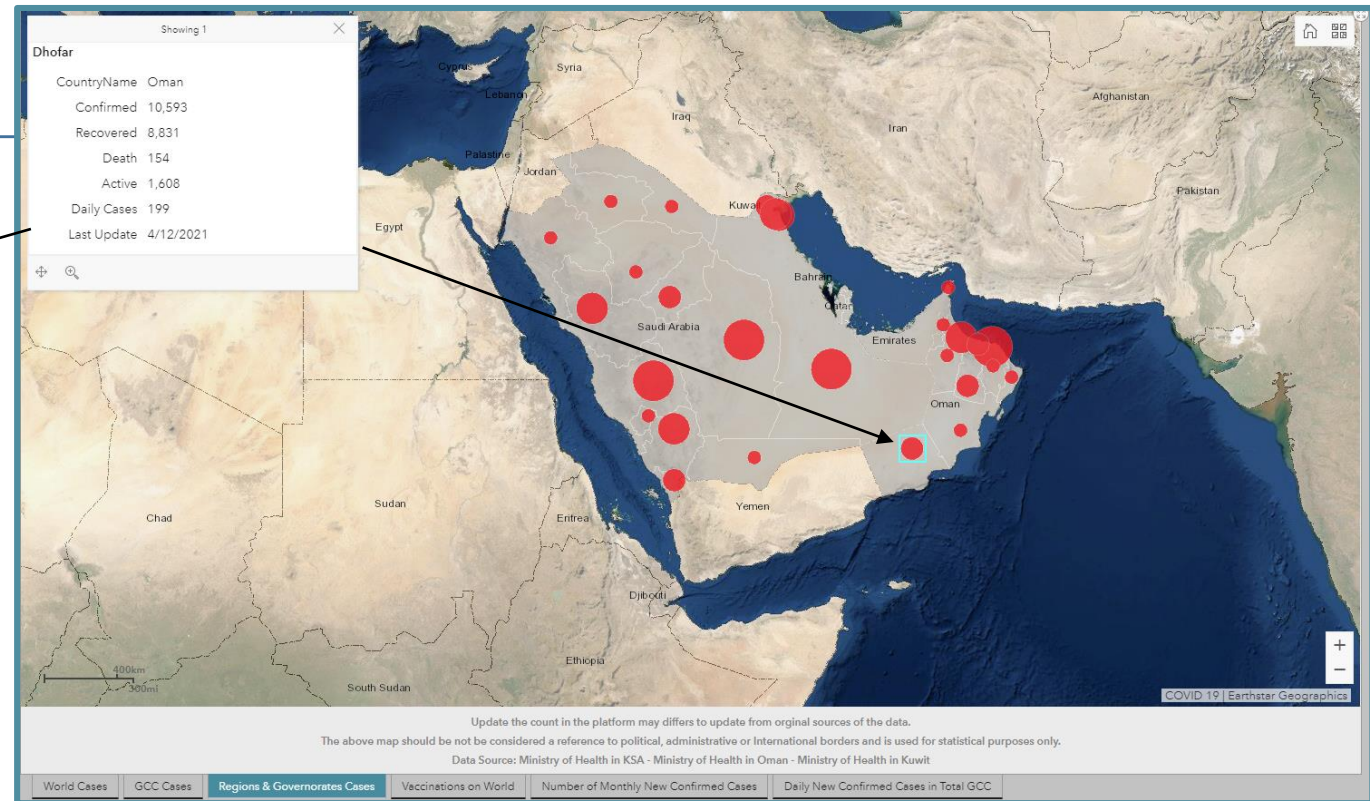 Showing 1
Dhofar
CountryName Oman
Confirmed 10,593
Recovered 8,831
Death 154
Active 1,608
Daily Cases 199
Last Update 4/12/2021
Cyprus
Syria
Lebanon
Afghanistan
Iraq
Iran
Palastine
Jordan
Pakistan
Kuwait
Egypt
Bahrain
Qatar
Saudi Arabia
Emirates
Oman
Sudan
Yemen
Chad
Eritrea
Djibouti
Ethiopia
400km
300mi
South Sudan
COVID 19 | Earthstar Geographics
Update the count in the platform may differs to update from orginal sources of the data.
The above map should be not be considered a reference to political, administrative or International borders and is used for statistical purposes only.
Data Source: Ministry of Health in KSA - Ministry of Health in Oman - Ministry of Health in Kuwit
World Cases GCC Cases Regions & Governorates Cases Vaccinations on World Number of Monthly New Confirmed Cases Daily New Confirmed Cases in Total GCC